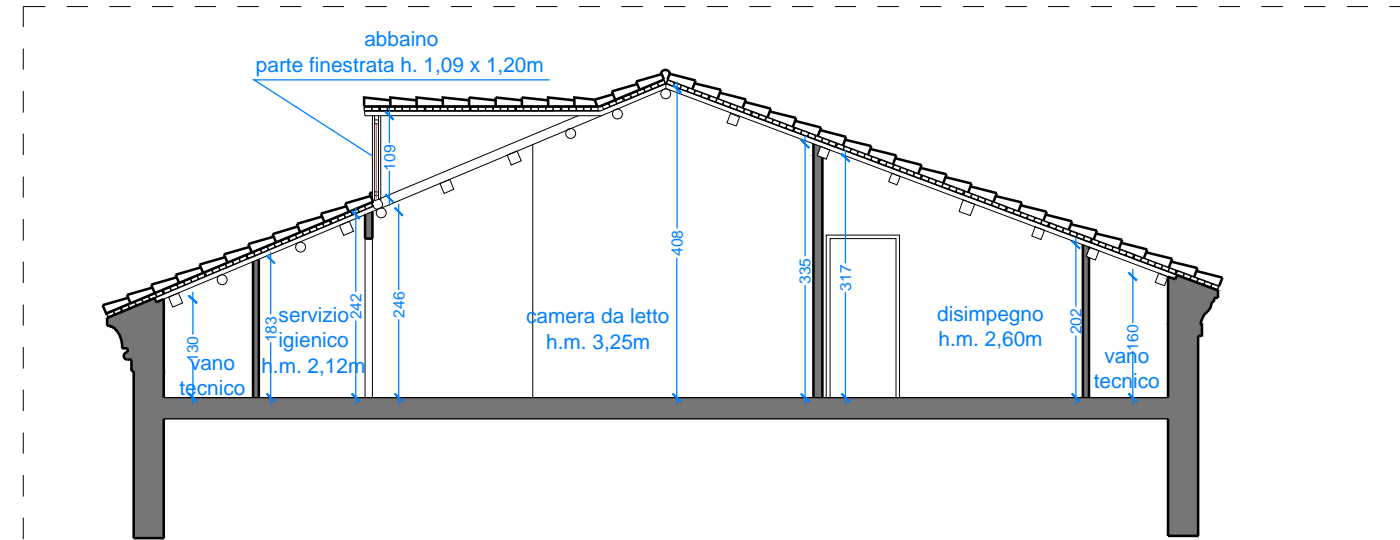 abbaino
parte finestrata h. 1,09 x 1,20m
109
408
335
317
242
246
183
130
202
160
servizio
igienico
h.m. 2,12m
camera da letto
h.m. 3,25m
disimpegno
h.m. 2,60m
vano
tecnico
vano
tecnico